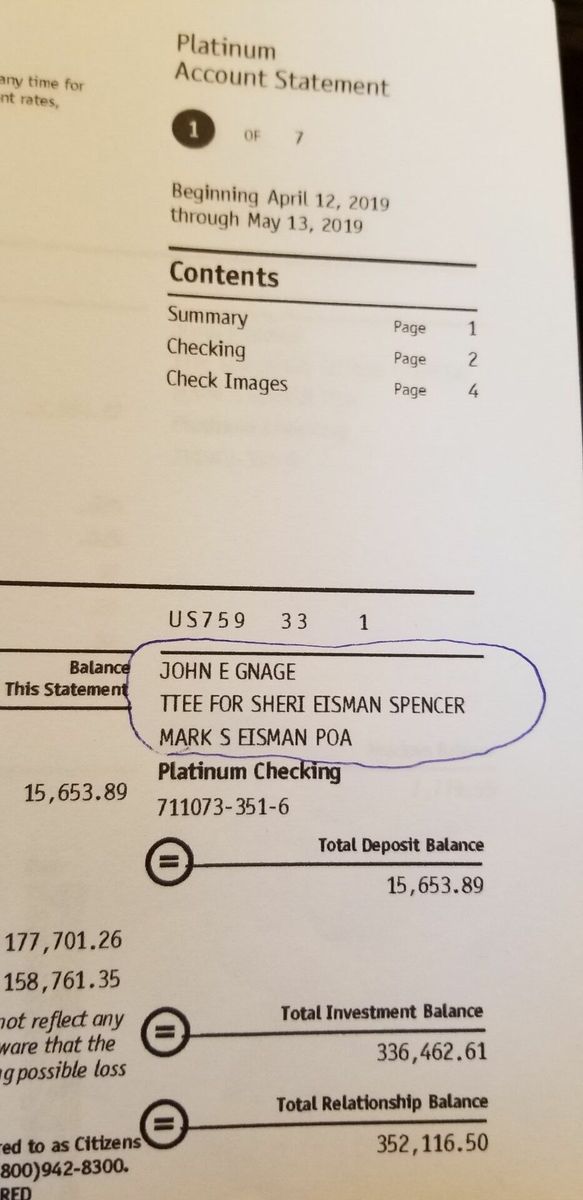 Platinum
Account Statement
any time for
nt rates,
1 OF 7
Beginning April 12, 2019
through May 13, 2019
Contents
Summary Page 1
Checking Page 2
Check Images Page 4
US759 33 1
Balance
This Statement
JOHN E GNAGE
TTEE FOR SHERI EISMAN SPENCER
MARK S EISMAN POA
Platinum Checking
15,653.89
711073-351-6
=
Total Deposit Balance
15,653.89
177,701.26
158,761.35
not reflect any
ware that the
g possible loss
=
Total Investment Balance
336,462.61
=
Total Relationship Balance
352,116.50
red to as Citizens
800)942-8300.
RED